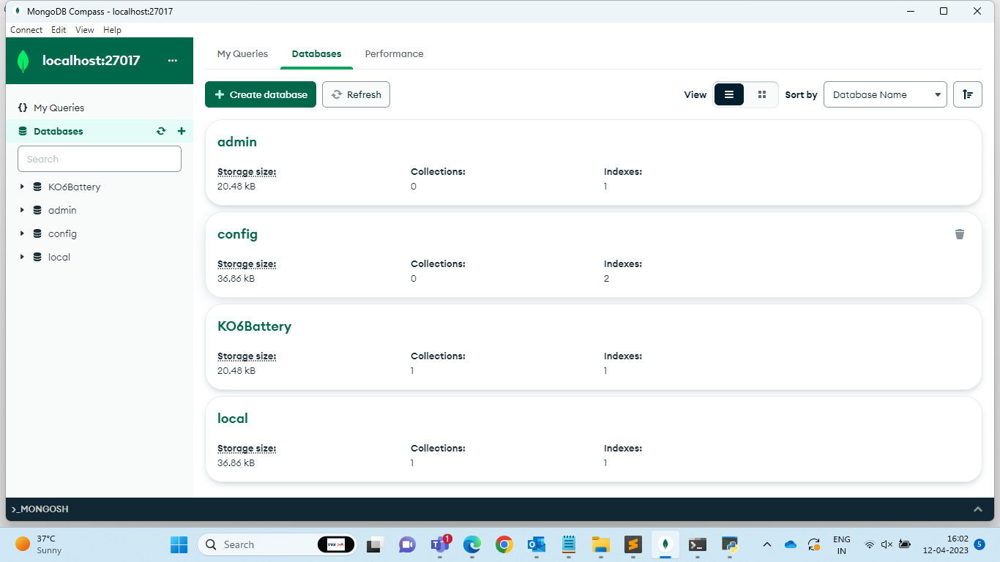 MongoDB Compass - localhost:27017
Connect Edit View Help
localhost:27017 ...
My Queries Databases Performance
+ Create database Refresh View Sort by Database Name
{} My Queries
Databases
Search
KO6Battery
admin
config
local
admin
Storage size: Collections: Indexes:
20.48 kB 0 1
config
Storage size: Collections: Indexes:
36.86 kB 0 2
KO6Battery
Storage size: Collections: Indexes:
20.48 kB 1 1
local
Storage size: Collections: Indexes:
36.86 kB 1 1
>_MONGOSH
37°C
Sunny
Search
TVS
1
ENG
IN
16:02
12-04-2023
5